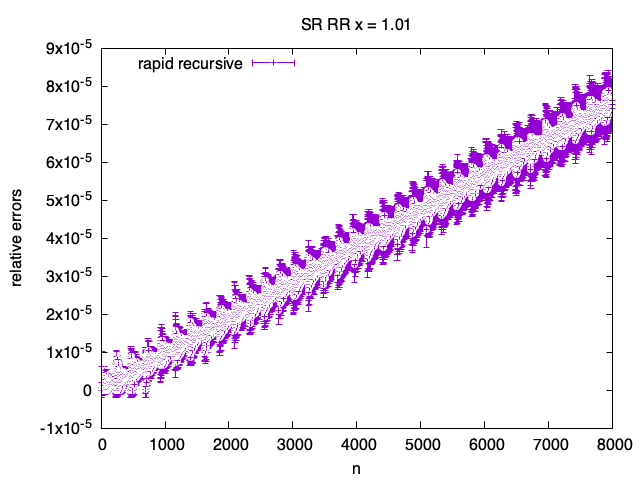 SR RR x = 1.01
rapid recursive
9x10-5
8x10-5
7x10-5
6x10-5
5x10-5
4x10-5
3x10-5
2x10-5
1x10-5
0
-1x10-5
relative errors
0 1000 2000 3000 4000 5000 6000 7000 8000
n